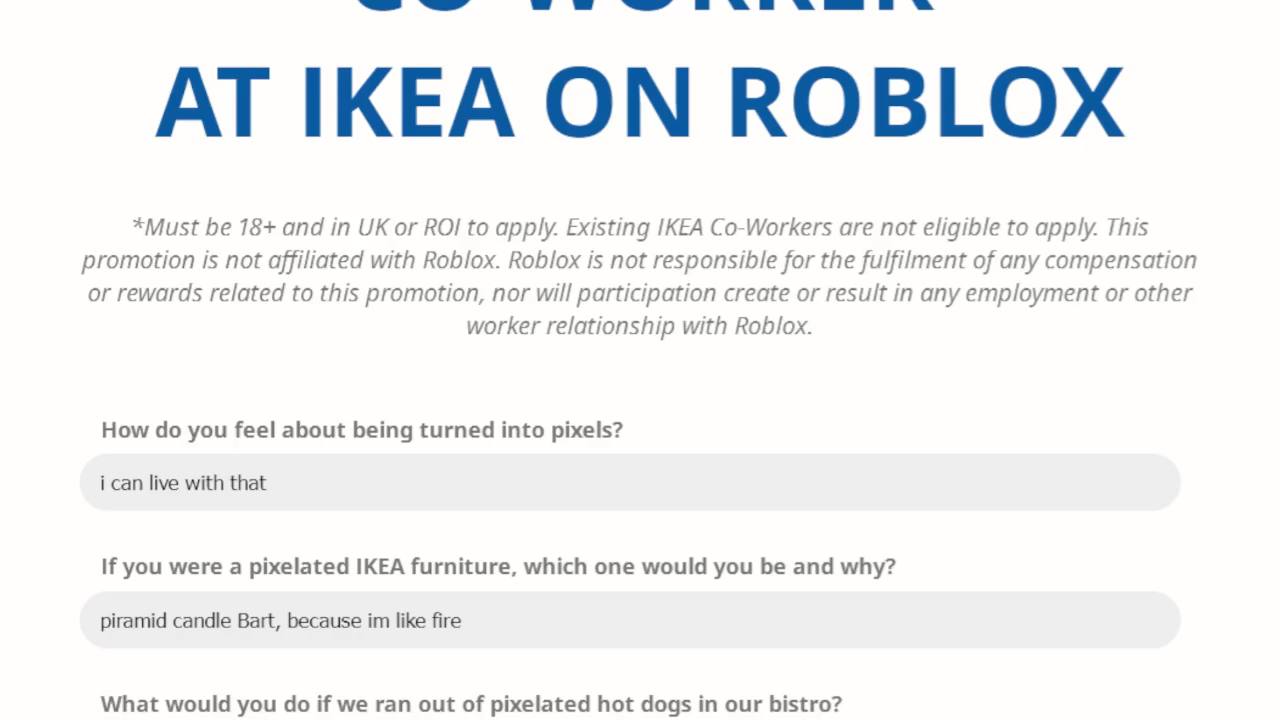 CO-WORKER
AT IKEA ON ROBLOX
*Must be 18+ and in UK or ROI to apply. Existing IKEA Co-Workers are not eligible to apply. This
promotion is not affiliated with Roblox. Roblox is not responsible for the fulfilment of any compensation
or rewards related to this promotion, nor will participation create or result in any employment or other
worker relationship with Roblox.
How do you feel about being turned into pixels?
i can live with that
If you were a pixelated IKEA furniture, which one would you be and why?
piramid candle Bart, because im like fire
What would you do if we ran out of pixelated hot dogs in our bistro?